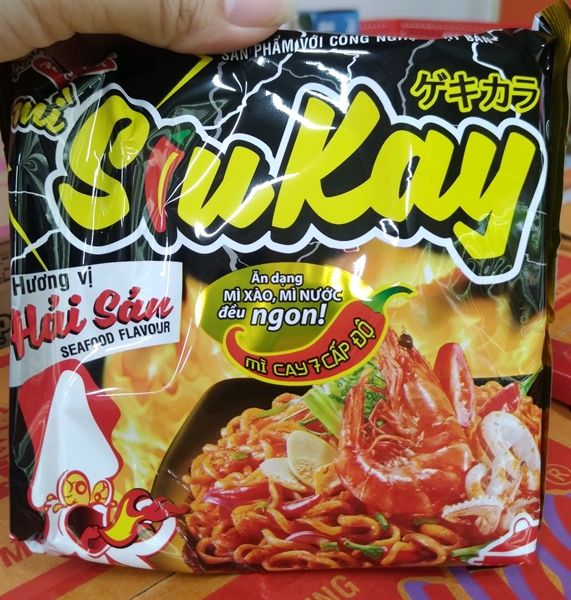 SẢN PHẨM VỚI CÔNG
ゲキカラ
mì
SiuKay
Hương vị
Hải Sản
SEAFOOD FLAVOUR
Ăn dạng
MÌ XÀO, MÌ NƯỚC
đều ngon!
MÌ CAY 7 CẤP ĐỘ